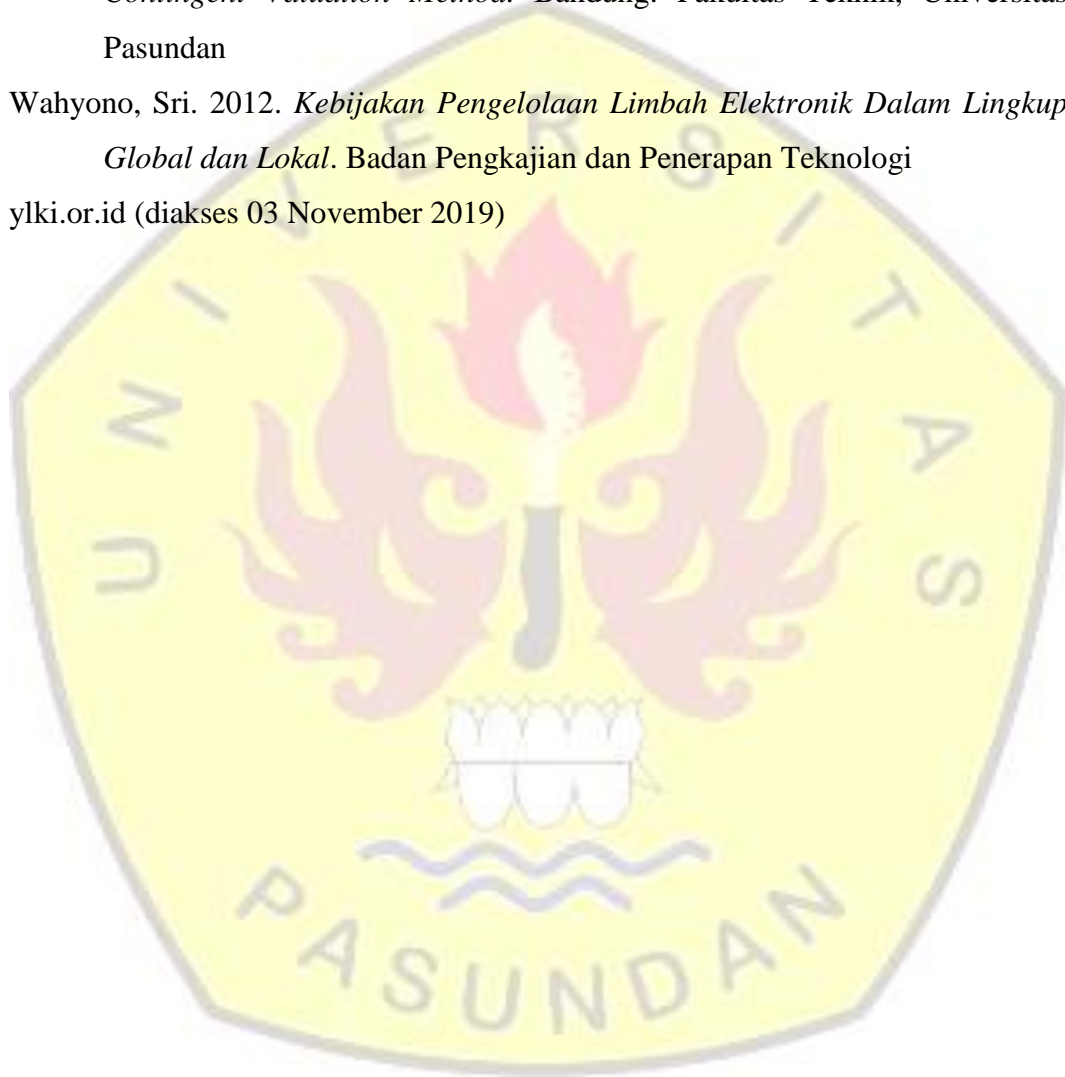 Contingent Valuation Method. Bandung: Fakultas Teknik, Universitas
Pasundan
Wahyono, Sri. 2012. Kebijakan Pengelolaan Limbah Elektronik Dalam Lingkup
Global dan Lokal. Badan Pengkajian dan Penerapan Teknologi
ylki.or.id (diakses 03 November 2019)
UNIVERSITAS
PASUNDAN